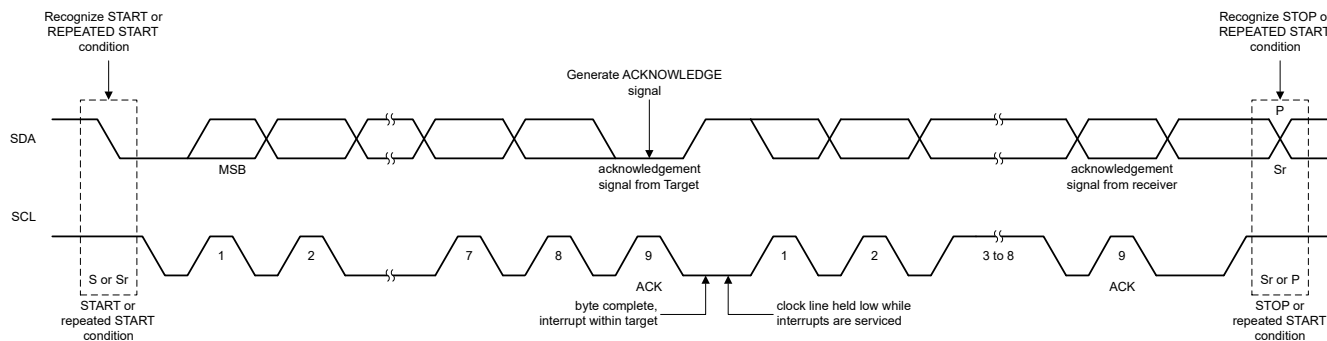 Recognize START or
REPEATED START
condition
Recognize STOP o
REPEATED START
condition
Generate ACKNOWLEDGE
signal
P
SDA
MSB
acknowledgement
signal from Target
acknowledgement
signal from receiver
Sr
SCL
1
2
7
8
9
1
2
3 to 8
9
S or Sr
ACK
ACK
Sr or P
START or
repeated START
condition
byte complete,
interrupt within target
clock line held low while
interrupts are serviced
STOP or
repeated START
condition